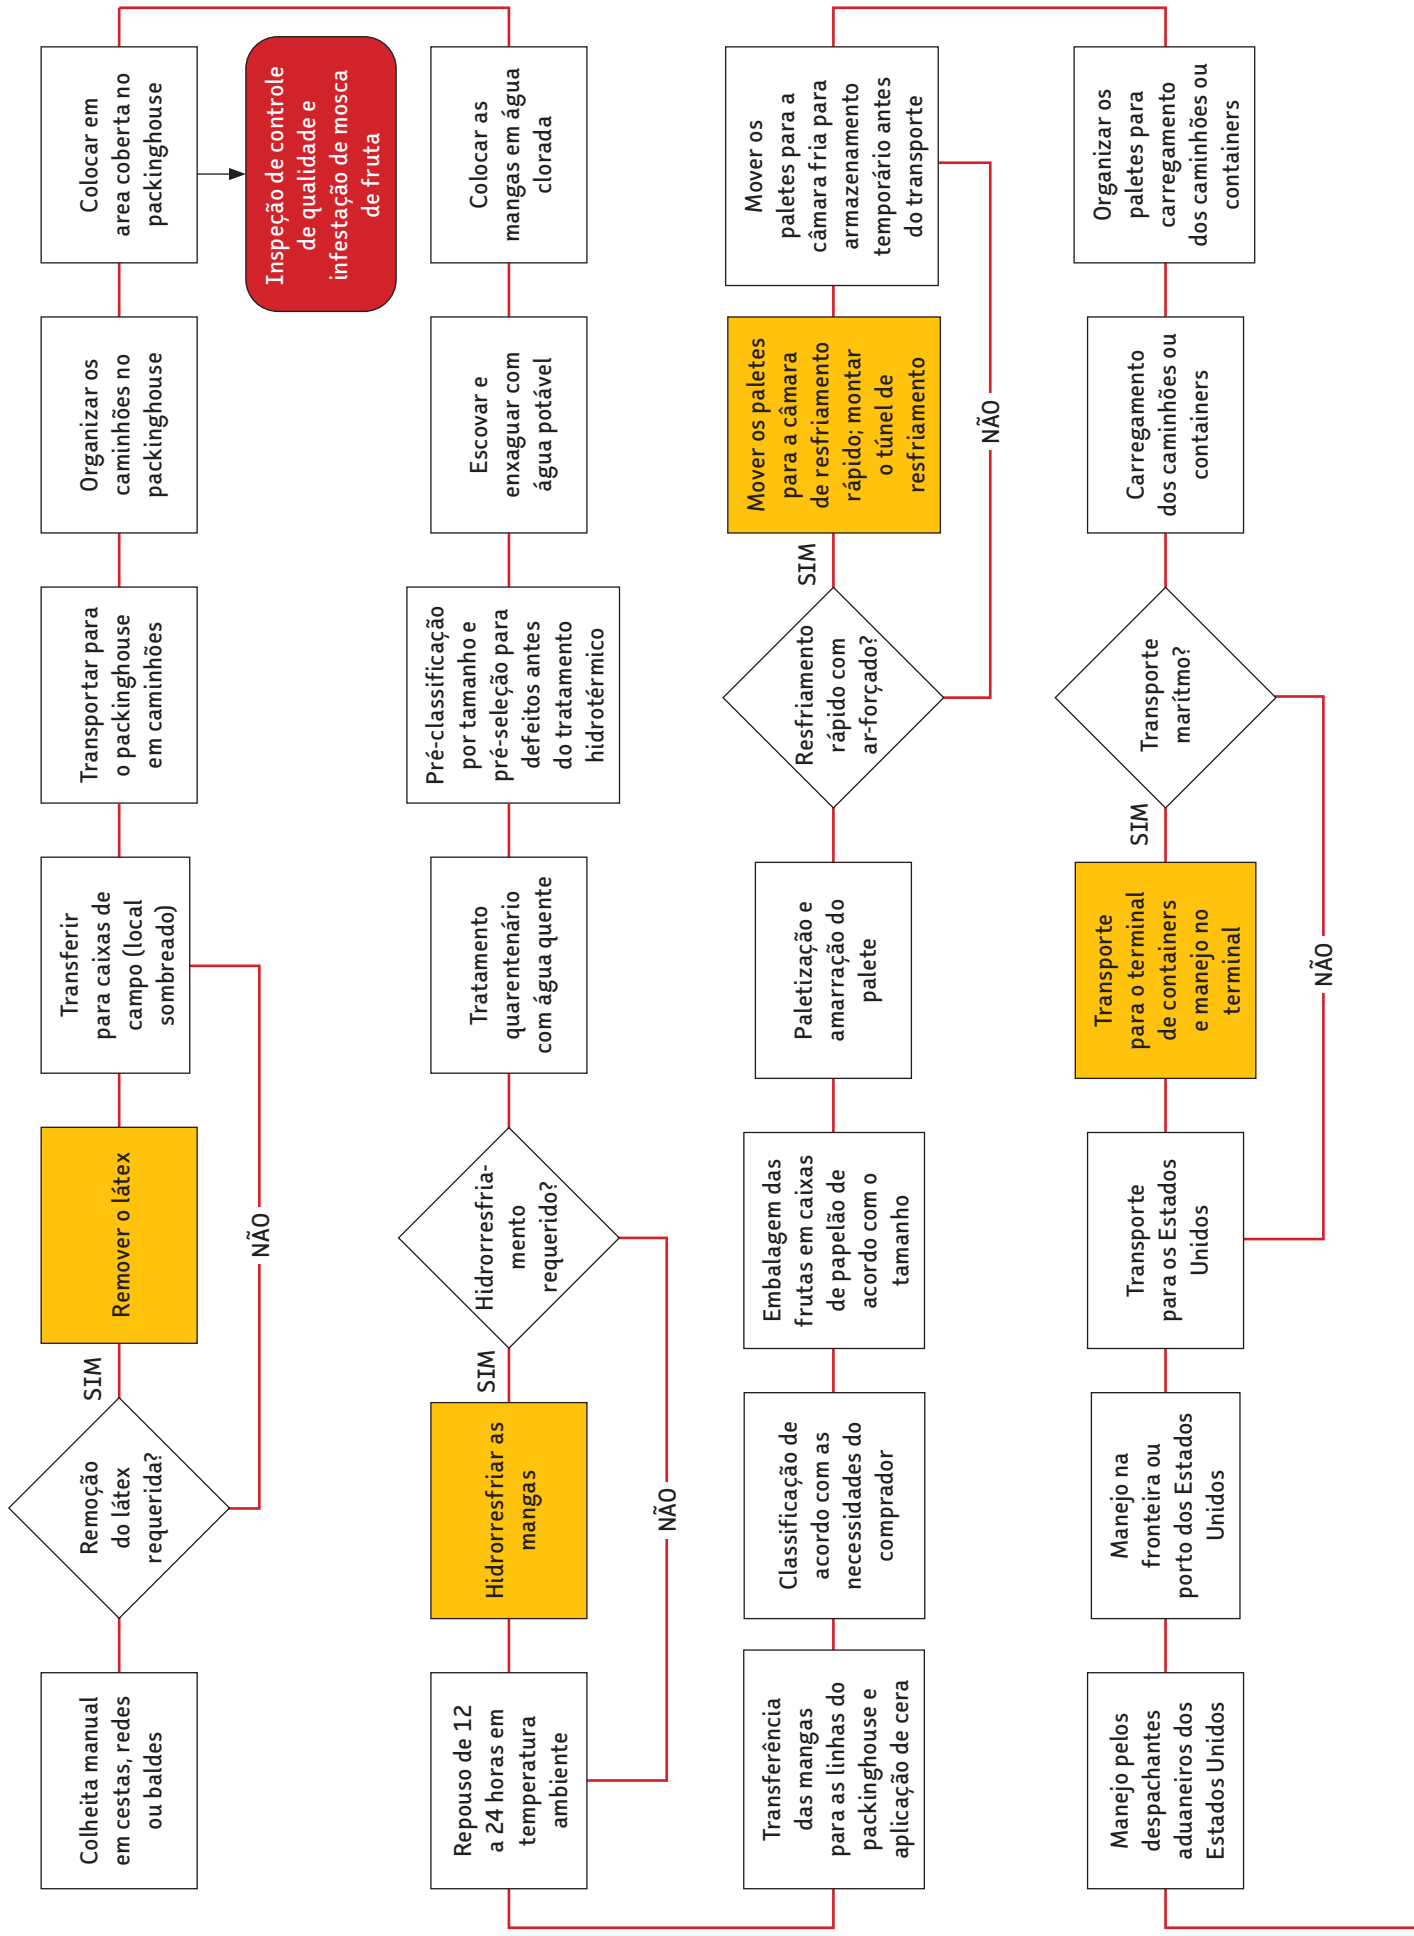 Colheita manual
em cestas, redes
ou baldes
Remoção
do látex
requerida?
SIM
NÃO
Remover o látex
Transferir
para caixas de
campo (local
sombreado)
Transportar para
o packinghouse
em caminhões
Organizar os
caminhões no
packinghouse
Colocar em
area coberta no
packinghouse
Inspeção de controle
de qualidade e
infestação de mosca
de fruta
Colocar as
mangas em água
clorada
Escovar e
enxaguar com
água potável
Pré-classificação
por tamanho e
pré-seleção para
defeitos antes
do tratamento
hidrotérmico
Tratamento
quarentenário
com água quente
Hidrorresfria-
mento
requerido?
SIM
NÃO
Hidrorresfriar as
mangas
Repouso de 12
a 24 horas em
temperatura
ambiente
Transferência
das mangas
para as linhas do
packinghouse e
aplicação de cera
Classificação de
acordo com as
necessidades do
comprador
Embalagem das
frutas em caixas
de papelão de
acordo com o
tamanho
Paletização e
amarração do
palete
Resfriamento
rápido com
ar-forçado?
SIM
NÃO
Mover os paletes
para a câmara
de resfriamento
rápido; montar
o túnel de
resfriamento
Mover os
paletes para a
câmara fria para
armazenamento
temporário antes
do transporte
Organizar os
paletes para
carregamento
dos caminhões ou
containers
Carregamento
dos caminhões ou
containers
Transporte
marítmo?
SIM
NÃO
Transporte
para o terminal
de containers
e manejo no
terminal
Transporte
para os Estados
Unidos
Manejo na
fronteira ou
porto dos Estados
Unidos
Manejo pelos
despachantes
aduaneiros dos
Estados Unidos